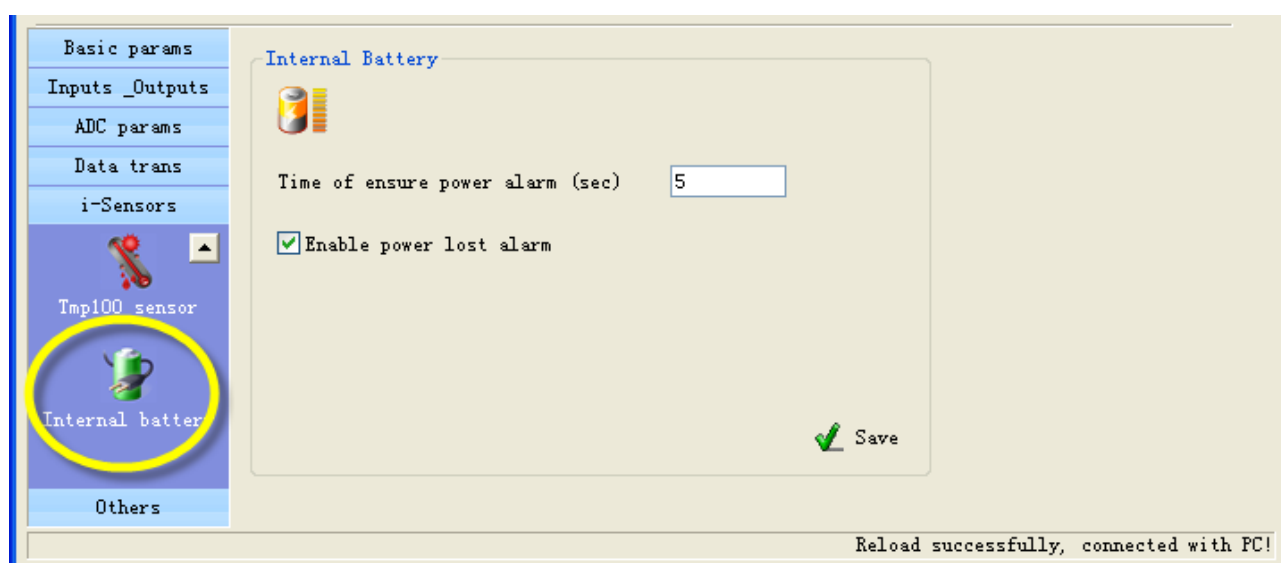 Basic params
Inputs _Outputs
ADC params
Data trans
i-Sensors
Tmp100 sensor
Internal batter
Others
Internal Battery
Time of ensure power alarm (sec) 5
Enable power lost alarm
Save
Reload successfully, connected with PC!